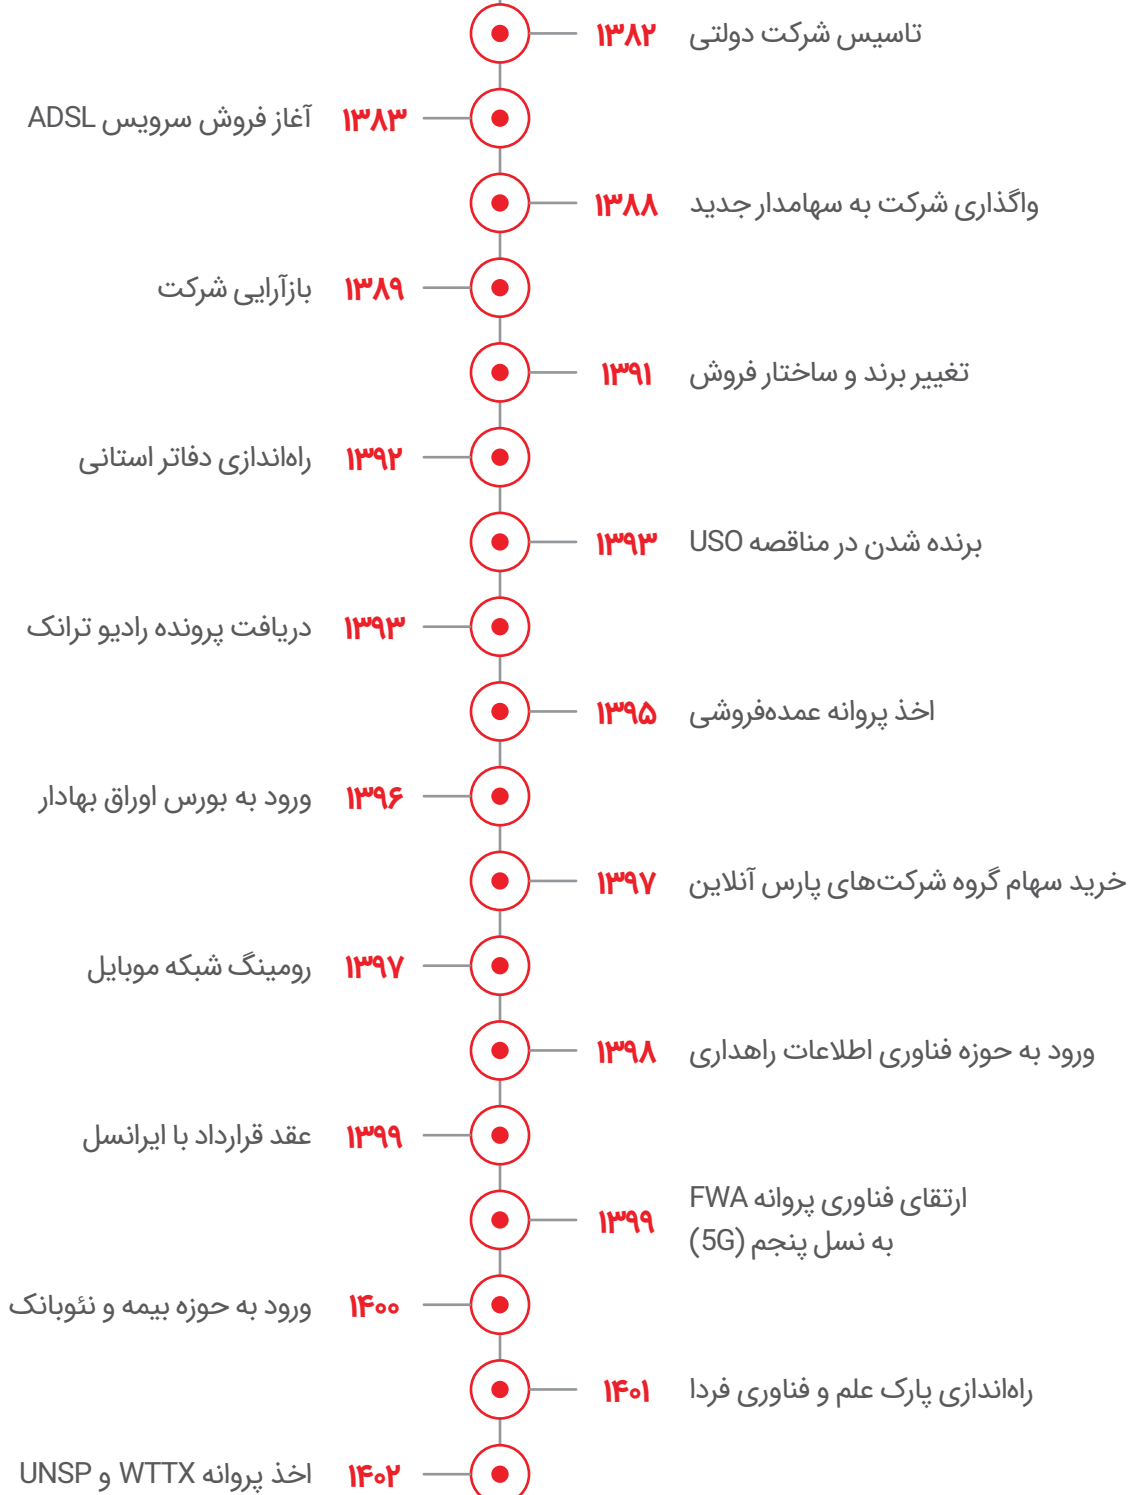 ۱۳۸۲ تاسیس شرکت دولتی
۱۳۸۳ آغاز فروش سرویس ADSL
۱۳۸۸ واگذاری شرکت به سهامدار جدید
۱۳۸۹ بازآرایی شرکت
۱۳۹۱ تغییر برند و ساختار فروش
۱۳۹۲ راه‌اندازی دفاتر استانی
۱۳۹۳ برنده شدن در مناقصه USO
۱۳۹۳ دریافت پرونده رادیو ترانک
۱۳۹۵ اخذ پروانه عمده‌فروشی
۱۳۹۶ ورود به بورس اوراق بهادار
۱۳۹۷ خرید سهام گروه شرکت‌های پارس آنلاین
۱۳۹۷ رومینگ شبکه موبایل
۱۳۹۸ ورود به حوزه فناوری اطلاعات راهداری
۱۳۹۹ عقد قرارداد با ایرانسل
۱۳۹۹ ارتقای فناوری پروانه FWA
به نسل پنجم (5G)
۱۴۰۰ ورود به حوزه بیمه و نئوبانک
۱۴۰۱ راه‌اندازی پارک علم و فناوری فردا
۱۴۰۲ اخذ پروانه WTTX و UNSP